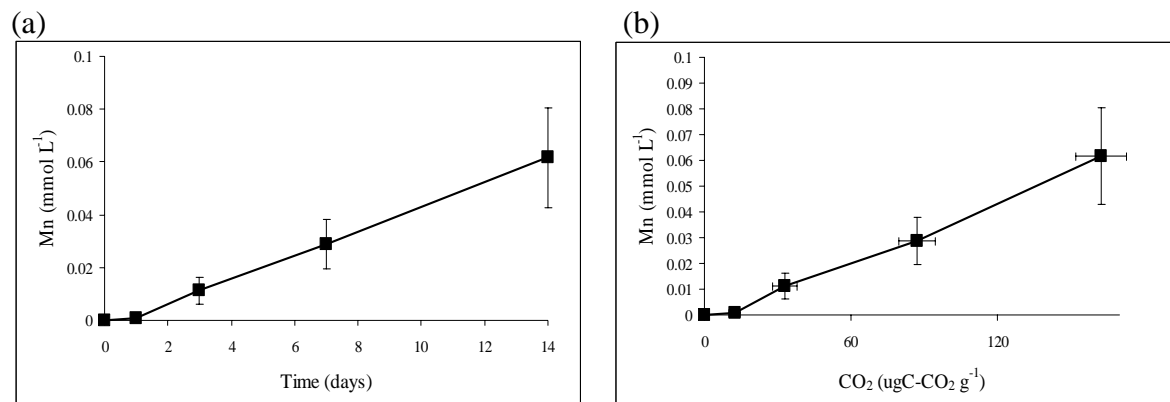 (a)
0.1
0.08
0.06
0.04
0.02
0
Mn (mmol L-1)
0 2 4 6 8 10 12 14
Time (days)
(b)
0.1
0.09
0.08
0.07
0.06
0.05
0.04
0.03
0.02
0.01
0
Mn (mmol L-1)
0 60 120
CO2 (ugC-CO2 g-1)